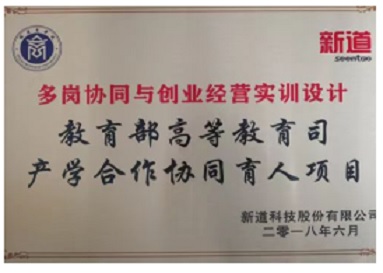 新道
seentao
多岗协同与创业经营实训设计
教育部高等教育司
产学合作协同育人项目
新道科技股份有限公司
二零一八年六月